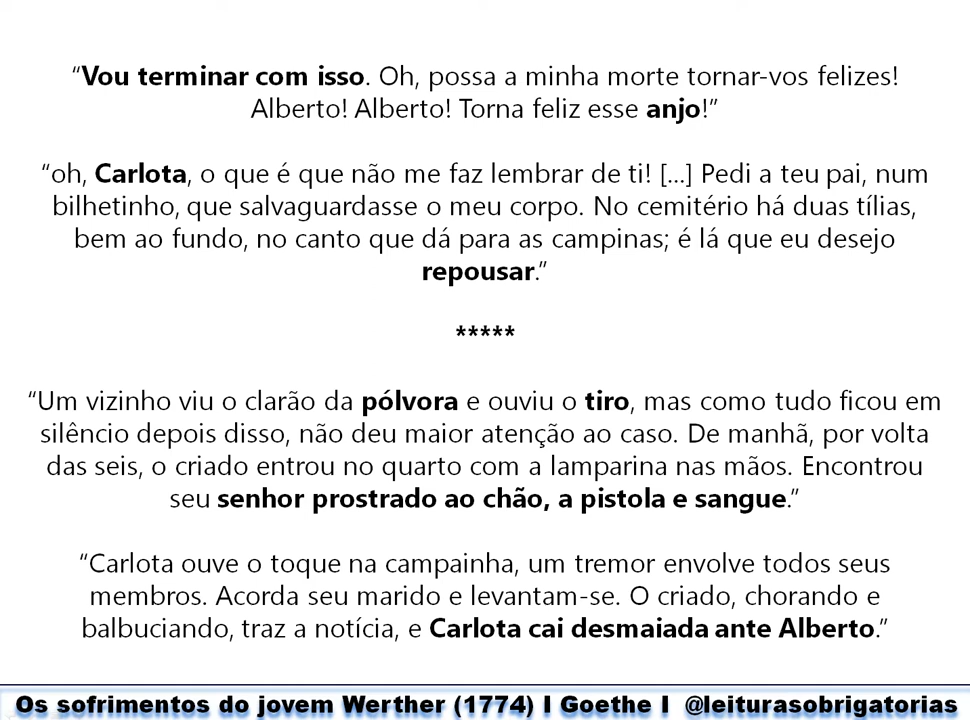 “Vou terminar com isso. Oh, possa a minha morte tornar-vos felizes!
Alberto! Alberto! Torna feliz esse anjo!”
“oh, Carlota, o que é que não me faz lembrar de ti! [...] Pedi a teu pai, num
bilhetinho, que salvaguardasse o meu corpo. No cemitério há duas tílias,
bem ao fundo, no canto que dá para as campinas; é lá que eu desejo
repousar.”
*****
“Um vizinho viu o clarão da pólvora e ouviu o tiro, mas como tudo ficou em
silêncio depois disso, não deu maior atenção ao caso. De manhã, por volta
das seis, o criado entrou no quarto com a lamparina nas mãos. Encontrou
seu senhor prostrado ao chão, a pistola e sangue.”
“Carlota ouve o toque na campainha, um tremor envolve todos seus
membros. Acorda seu marido e levantam-se. O criado, chorando e
balbuciando, traz a notícia, e Carlota cai desmaiada ante Alberto.”
Os sofrimentos do jovem Werther (1774) I Goethe I @leiturasobrigatorias